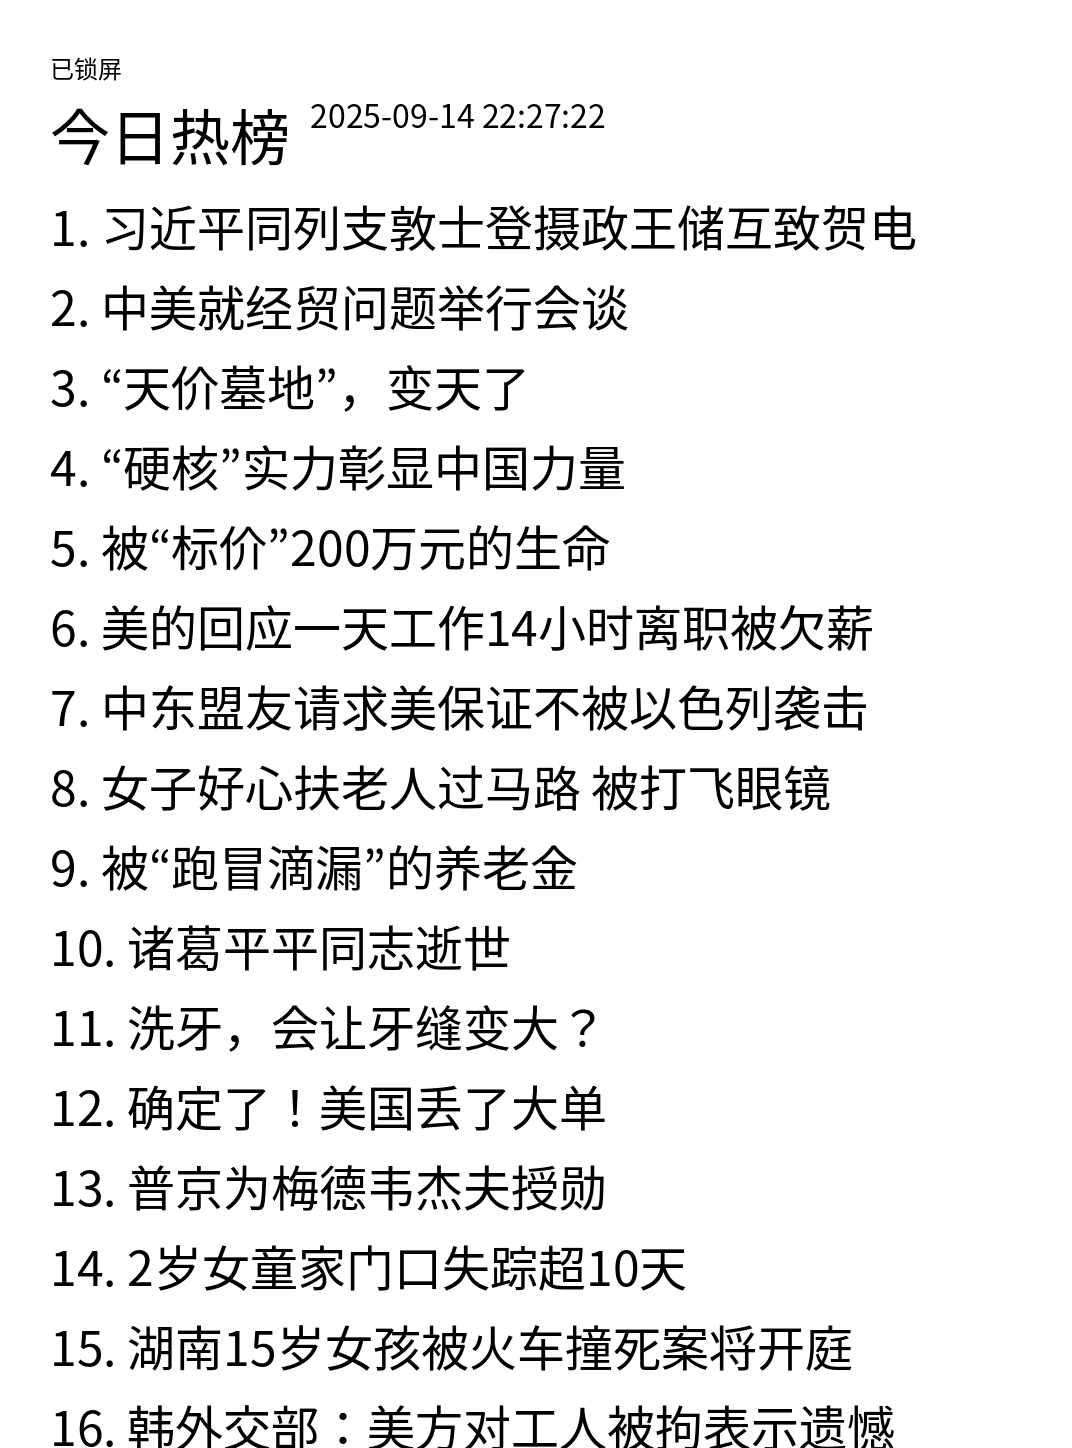 已锁屏
今日热榜 2025-09-14 22:27:22
1. 习近平同列支敦士登摄政王储互致贺电
2. 中美就经贸问题举行会谈
3. “天价墓地”，变天了
4. “硬核”实力彰显中国力量
5. 被“标价”200万元的生命
6. 美的回应一天工作14小时离职被欠薪
7. 中东盟友请求美保证不被以色列袭击
8. 女子好心扶老人过马路 被打飞眼镜
9. 被“跑冒滴漏”的养老金
10. 诸葛平平同志逝世
11. 洗牙，会让牙缝变大？
12. 确定了！美国丢了大单
13. 普京为梅德韦杰夫授勋
14. 2岁女童家门口失踪超10天
15. 湖南15岁女孩被火车撞死案将开庭
16. 韩外交部：美方对工人被拘表示遗憾